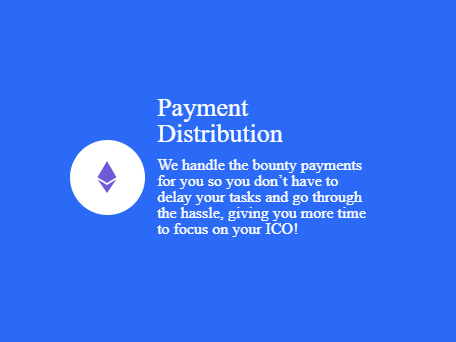 Payment
Distribution
We handle the bounty payments
for you so you don’t have to
delay your tasks and go through
the hassle, giving you more time
to focus on your ICO!